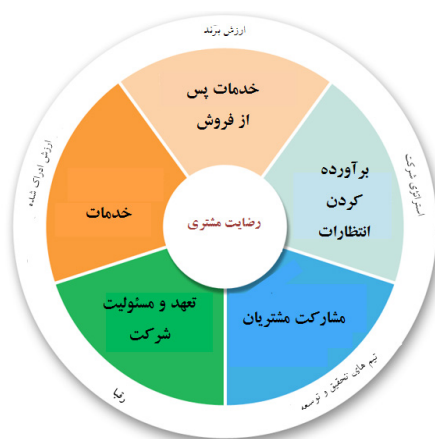 ارزش برند
خدمات پس
از فروش
برآورده
کردن
انتظارات
استراتژی شرکت
مشارکت مشتریان
تیم های تحقیق و توسعه
تعهد و مسئولیت
شرکت
رقبا
خدمات
ارزش ادراک شده
رضایت مشتری